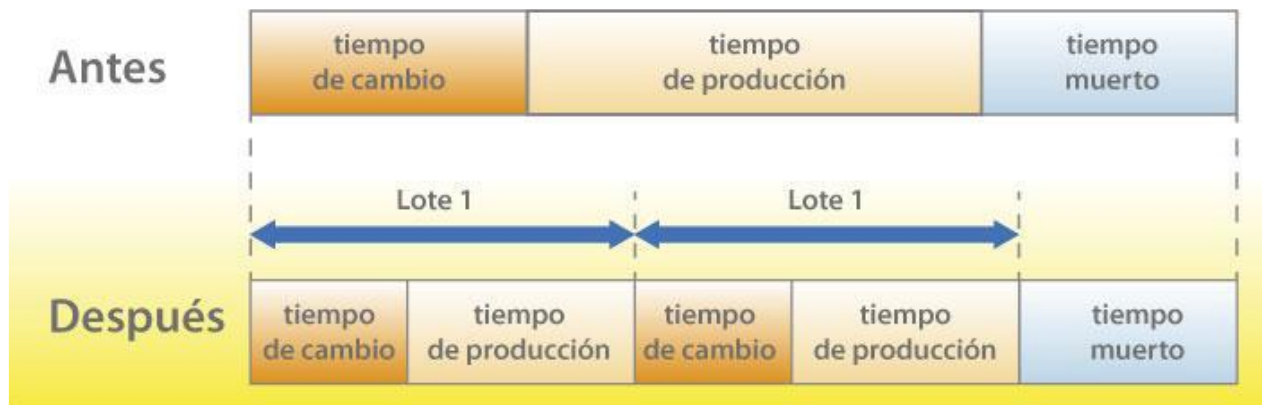 Antes
tiempo
de cambio
tiempo
de producción
tiempo
muerto
Lote 1
Lote 1
Después
tiempo
de cambio
tiempo
de producción
tiempo
de cambio
tiempo
de producción
tiempo
muerto